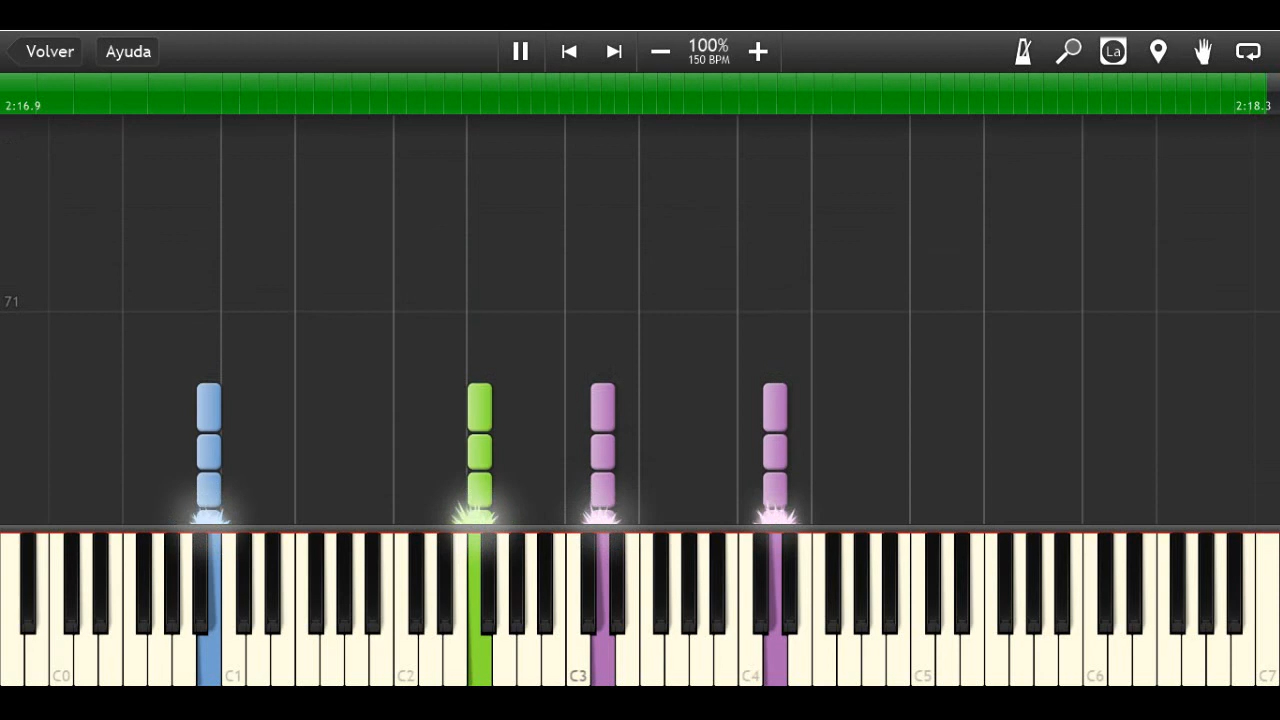 Volver
Ayuda
100%
150 BPM
La
2:16.9
2:18.3
71
C0
C1
C2
C3
C4
C5
C6
C7